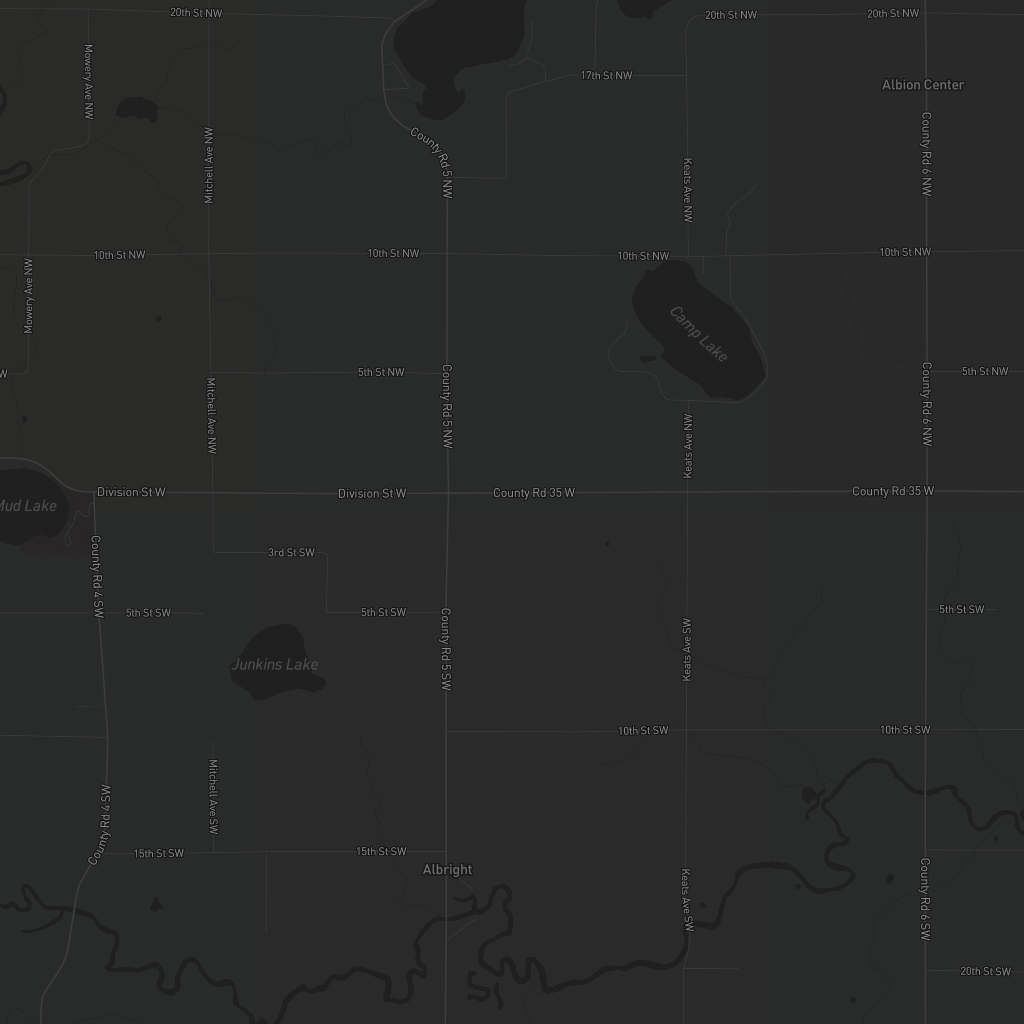 20th St NW
20th St NW
20th St NW
Mowery Ave NW
17th St NW
Albion Center
County Rd 5 NW
Mitchell Ave NW
County Rd 6 NW
Keats Ave NW
10th St NW
10th St NW
10th St NW
10th St NW
Mowery Ave NW
Camp Lake
5th St NW
5th St NW
W
Mitchell Ave NW
County Rd 5 NW
County Rd 6 NW
Keats Ave NW
Division St W
Division St W
County Rd 35 W
County Rd 35 W
Mud Lake
County Rd 4 SW
3rd St SW
5th St SW
5th St SW
5th St SW
County Rd 5 SW
Keats Ave SW
Junkins Lake
10th St SW
10th St SW
Mitchell Ave SW
County Rd 4 SW
15th St SW
15th St SW
Albright
Keats Ave SW
County Rd 6 SW
20th St SW